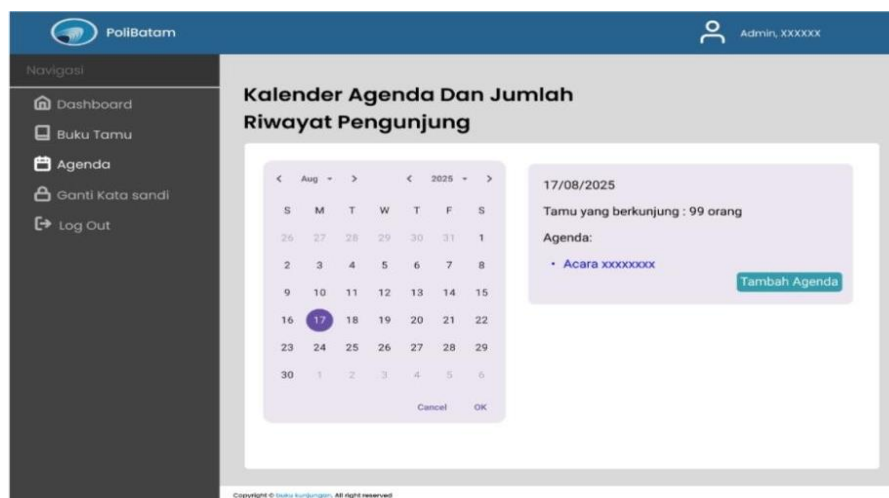 PoliBatam
Admin, XXXXXX
Navigasi
Dashboard
Buku Tamu
Agenda
Ganti Kata sandi
Log Out
Kalender Agenda Dan Jumlah
Riwayat Pengunjung
Aug 2025
S M T W T F S
26 27 28 29 30 31 1
2 3 4 5 6 7 8
9 10 11 12 13 14 15
16 17 18 19 20 21 22
23 24 25 26 27 28 29
30 1 2 3 4 5 6
Cancel OK
17/08/2025
Tamu yang berkunjung : 99 orang
Agenda:
• Acara xxxxxxxx
Tambah Agenda
Copyright © buku kunjungan. All right reserved